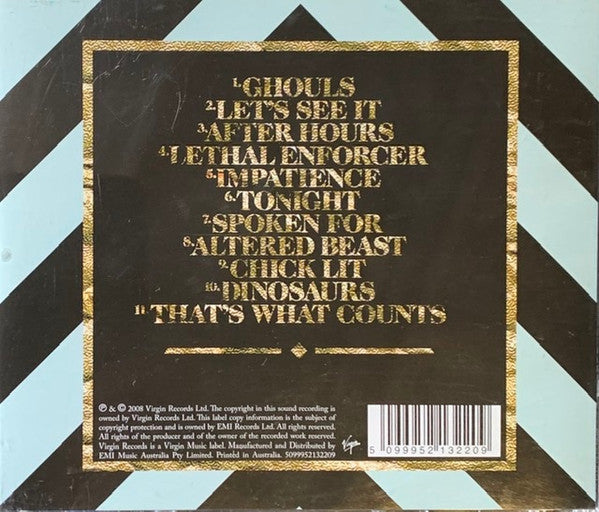 1. GHOULS
2. LET'S SEE IT
3. AFTER HOURS
4. LETHAL ENFORCER
5. IMPATIENCE
6. TONIGHT
7. SPOKEN FOR
8. ALTERED BEAST
9. CHICK LIT
10. DINOSAURS
11 THAT'S WHAT COUNTS
℗ & © 2008 Virgin Records Ltd. The copyright in this sound recording is
owned by Virgin Records Ltd. This label copy information is the subject of
copyright protection and is owned by EMI Records Ltd. All rights reserved.
All rights of the producer and of the owner of the recorded work reserved.
Virgin Records is a Virgin Music label. Manufactured and Distributed by
EMI Music Australia Pty Limited. Printed in Australia. 5099952132209
Virgin
5 099952 132209